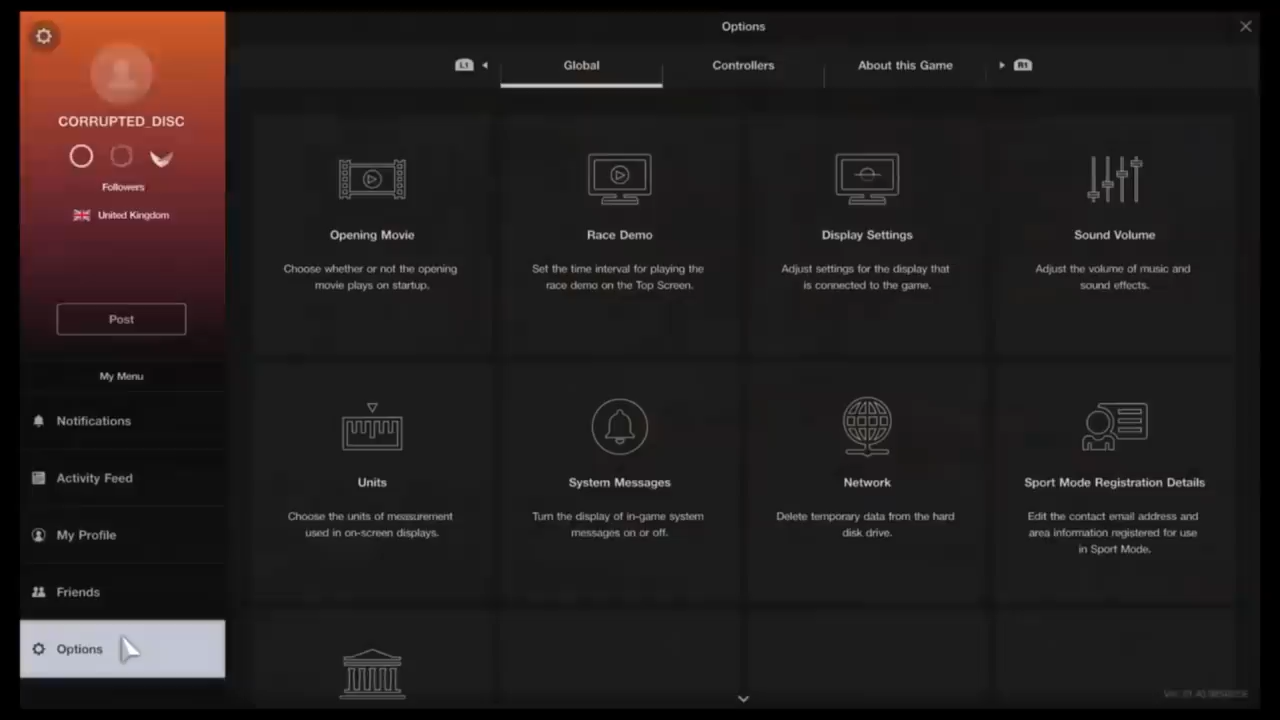 Options
L1
Global
Controllers
About this Game
R1
CORRUPTED_DISC
Followers
United Kingdom
Post
My Menu
Notifications
Activity Feed
My Profile
Friends
Options
Opening Movie
Choose whether or not the opening
movie plays on startup.
Race Demo
Set the time interval for playing the
race demo on the Top Screen.
Display Settings
Adjust settings for the display that
is connected to the game.
Sound Volume
Adjust the volume of music and
sound effects.
Units
Choose the units of measurement
used in on-screen displays.
System Messages
Turn the display of in-game system
messages on or off.
Network
Delete temporary data from the hard
disk drive.
Sport Mode Registration Details
Edit the contact email address and
area information registered for use
in Sport Mode.